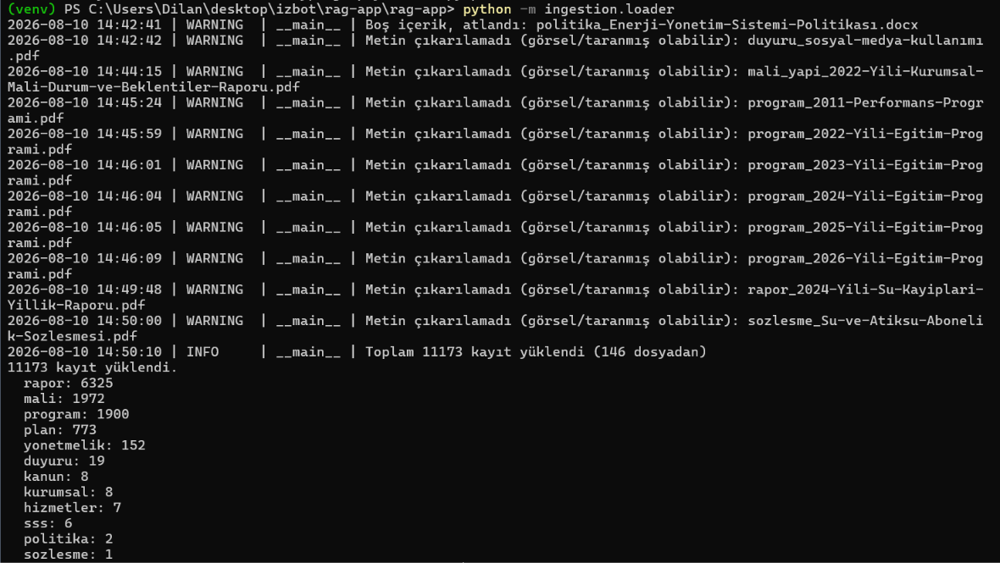 (venv) PS C:\Users\Dilan\desktop\izbot\rag-app\rag-app> python -m ingestion.loader
2026-08-10 14:42:41 | WARNING  | __main__ | Boş içerik, atlandı: politika_Enerji-Yonetim-Sistemi-Politikası.docx
2026-08-10 14:42:42 | WARNING  | __main__ | Metin çıkarılamadı (görsel/taranmış olabilir): duyuru_sosyal-medya-kullanımı
.pdf
2026-08-10 14:44:15 | WARNING  | __main__ | Metin çıkarılamadı (görsel/taranmış olabilir): mali_yapi_2022-Yili-Kurumsal-
Mali-Durum-ve-Beklentiler-Raporu.pdf
2026-08-10 14:45:24 | WARNING  | __main__ | Metin çıkarılamadı (görsel/taranmış olabilir): program_2011-Performans-Progr
ami.pdf
2026-08-10 14:45:59 | WARNING  | __main__ | Metin çıkarılamadı (görsel/taranmış olabilir): program_2022-Yili-Egitim-Prog
rami.pdf
2026-08-10 14:46:01 | WARNING  | __main__ | Metin çıkarılamadı (görsel/taranmış olabilir): program_2023-Yili-Egitim-Prog
rami.pdf
2026-08-10 14:46:04 | WARNING  | __main__ | Metin çıkarılamadı (görsel/taranmış olabilir): program_2024-Yili-Egitim-Prog
rami.pdf
2026-08-10 14:46:05 | WARNING  | __main__ | Metin çıkarılamadı (görsel/taranmış olabilir): program_2025-Yili-Egitim-Prog
rami.pdf
2026-08-10 14:46:09 | WARNING  | __main__ | Metin çıkarılamadı (görsel/taranmış olabilir): program_2026-Yili-Egitim-Prog
rami.pdf
2026-08-10 14:49:48 | WARNING  | __main__ | Metin çıkarılamadı (görsel/taranmış olabilir): rapor_2024-Yili-Su-Kayiplari-
Yillik-Raporu.pdf
2026-08-10 14:50:00 | WARNING  | __main__ | Metin çıkarılamadı (görsel/taranmış olabilir): sozlesme_Su-ve-Atiksu-Aboneli
k-Sozlesmesi.pdf
2026-08-10 14:50:10 | INFO     | __main__ | Toplam 11173 kayıt yüklendi (146 dosyadan)
11173 kayıt yüklendi.
  rapor: 6325
  mali: 1972
  program: 1900
  plan: 773
  yonetmelik: 152
  duyuru: 19
  kanun: 8
  kurumsal: 8
  hizmetler: 7
  sss: 6
  politika: 2
  sozlesme: 1